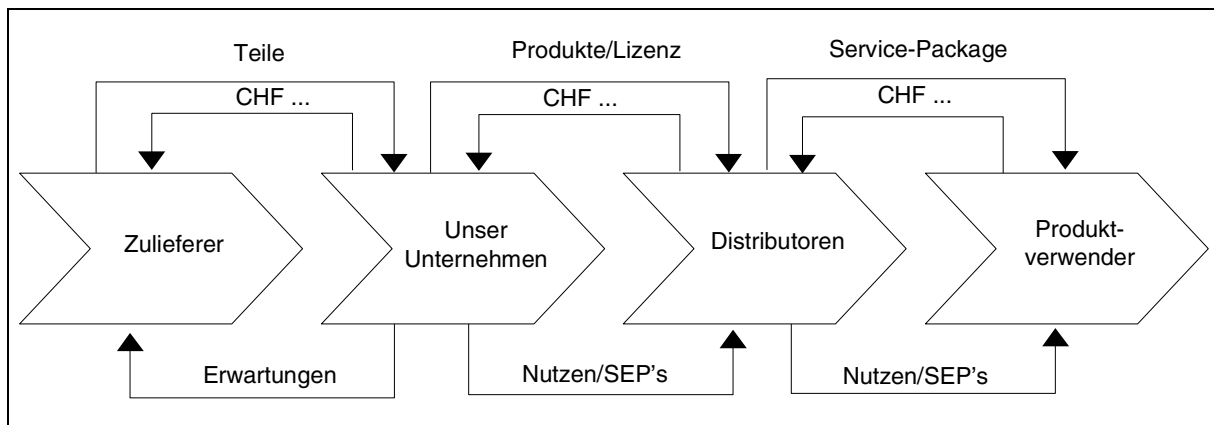 Teile
Produkte/Lizenz
Service-Package
CHF ...
CHF ...
CHF ...
Zulieferer
Unser
Unternehmen
Distributoren
Produkt-
verwender
Erwartungen
Nutzen/SEP's
Nutzen/SEP's